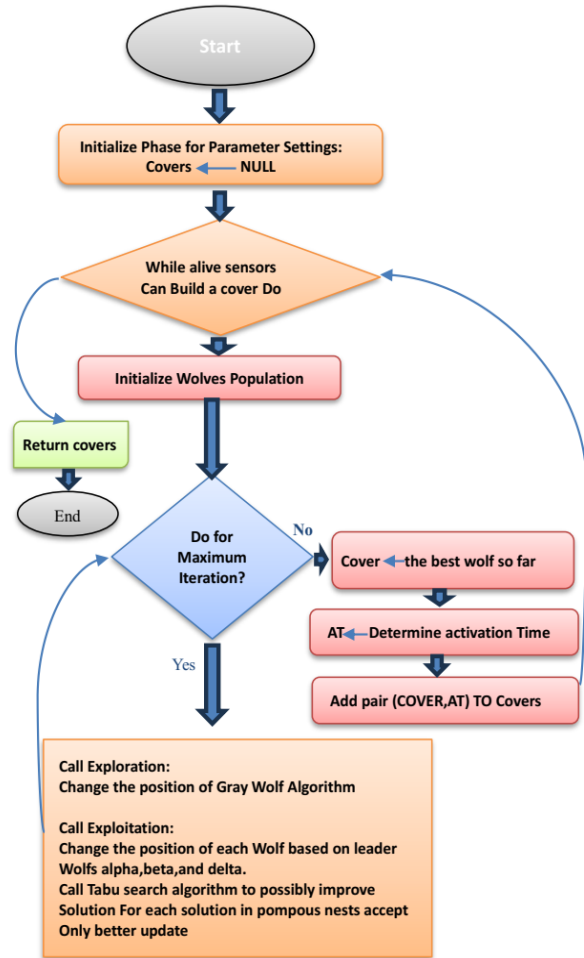 Start
Initialize Phase for Parameter Settings:
Covers NULL
While alive sensors
Can Build a cover Do
Initialize Wolves Population
Return covers
End
Do for
Maximum
Iteration?
No
Cover the best wolf so far
AT Determine activation Time
Add pair (COVER,AT) TO Covers
Yes
Call Exploration:
Change the position of Gray Wolf Algorithm
Call Exploitation:
Change the position of each Wolf based on leader
Wolfs alpha,beta,and delta.
Call Tabu search algorithm to possibly improve
Solution For each solution in pompous nests accept
Only better update